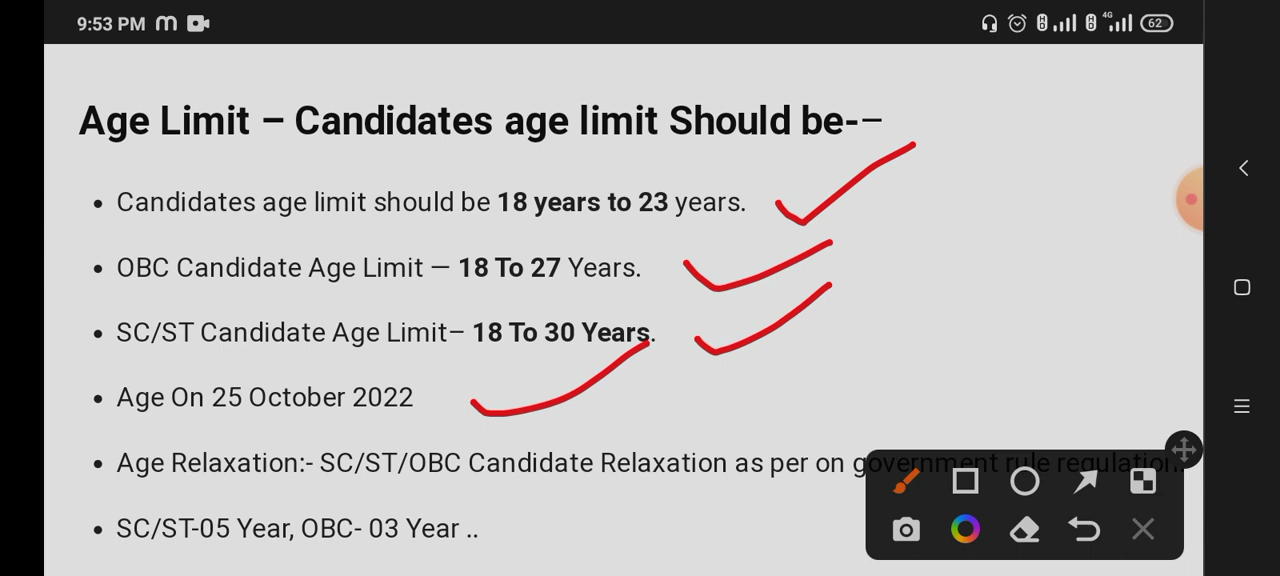 9:53 PM
4G
62
Age Limit – Candidates age limit Should be-–
• Candidates age limit should be 18 years to 23 years.
• OBC Candidate Age Limit — 18 To 27 Years.
• SC/ST Candidate Age Limit– 18 To 30 Years.
• Age On 25 October 2022
• Age Relaxation:- SC/ST/OBC Candidate Relaxation as per on government rule regulation.
• SC/ST-05 Year, OBC- 03 Year ..